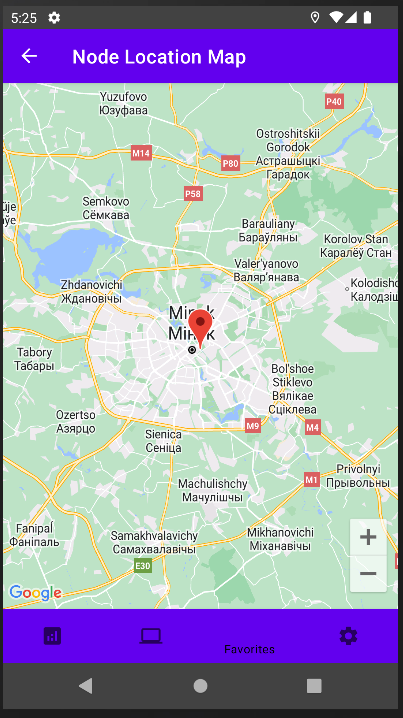 5:25
Node Location Map
Yuzufovo
Юзуфава
P40
Ostroshitskii
Gorodok
Астрашыцкі
Гарадок
M14
P80
P58
Semkovo
Сёмкава
Barauliany
Бараўляны
Korolov Stan
Каралёў Стан
Valer'yanovo
Валяр'янава
Zhdanovichi
Ждановічы
Kolodishc
Калодзіш
Minsk
Мінск
Tabory
Табары
Bol'shoe
Stiklevo
Вялікае
Сціклева
Ozertso
Азярцо
M9
M4
Sienica
Сеніца
Privolnyi
Прывольны
M1
Machulishchy
Мачулішчы
Fanipal'
Фаніпаль
Samakhvalavichy
Самахвалавічы
Mikhanovichi
Міханавічы
E30
Google
Favorites